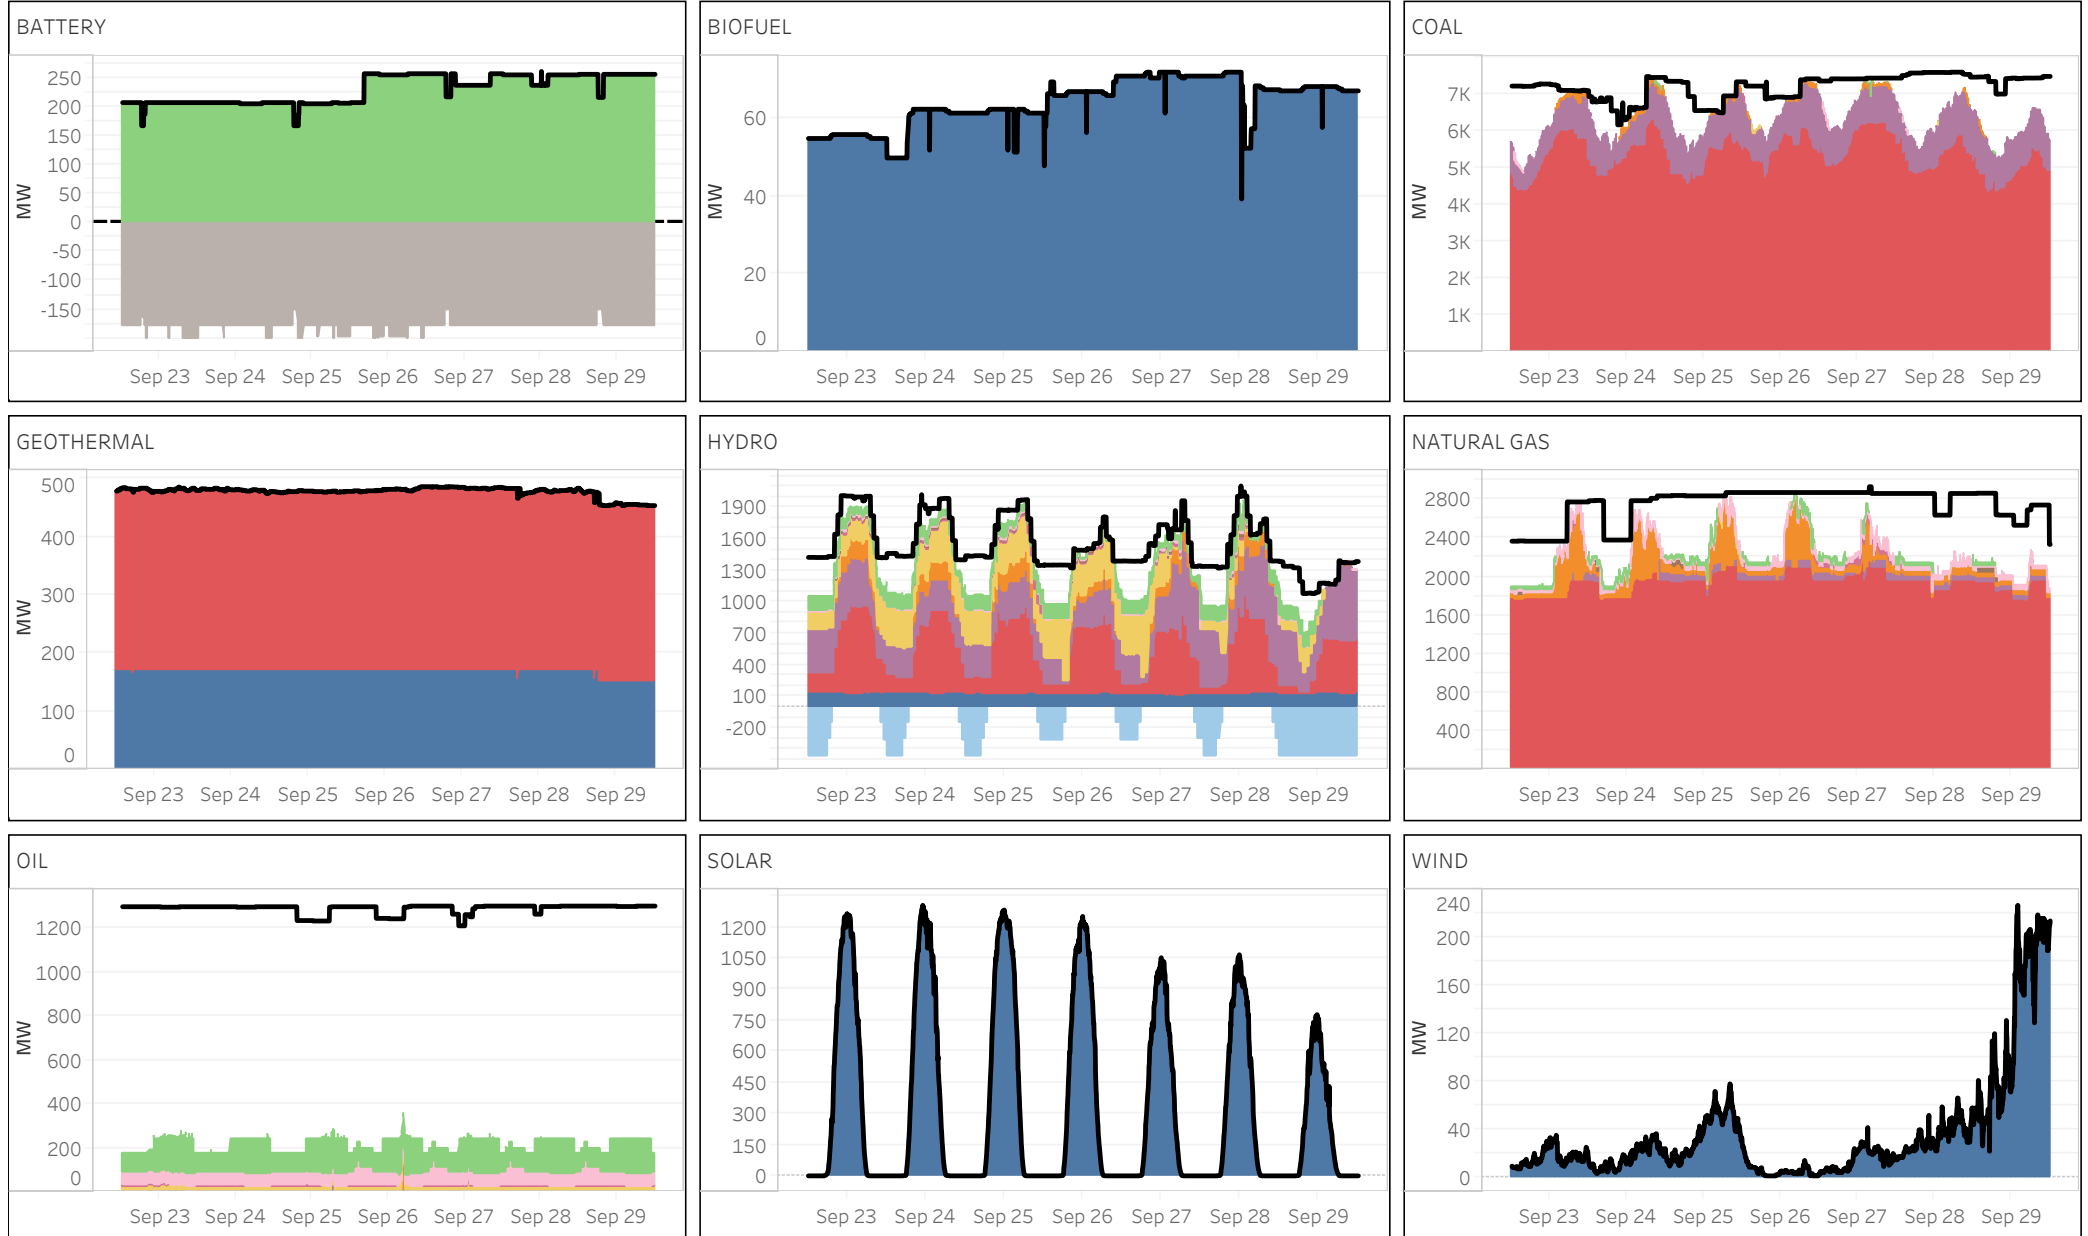 BATTERY
MW
250
200
150
100
50
0
-50
-100
-150
Sep 23 Sep 24 Sep 25 Sep 26 Sep 27 Sep 28 Sep 29
BIOFUEL
MW
60
40
20
0
Sep 23 Sep 24 Sep 25 Sep 26 Sep 27 Sep 28 Sep 29
COAL
MW
7K
6K
5K
4K
3K
2K
1K
Sep 23 Sep 24 Sep 25 Sep 26 Sep 27 Sep 28 Sep 29
GEOTHERMAL
MW
500
400
300
200
100
0
Sep 23 Sep 24 Sep 25 Sep 26 Sep 27 Sep 28 Sep 29
HYDRO
1900
1600
1300
1000
700
400
100
-200
Sep 23 Sep 24 Sep 25 Sep 26 Sep 27 Sep 28 Sep 29
NATURAL GAS
2800
2400
2000
1600
1200
800
400
Sep 23 Sep 24 Sep 25 Sep 26 Sep 27 Sep 28 Sep 29
OIL
MW
1200
1000
800
600
400
200
0
Sep 23 Sep 24 Sep 25 Sep 26 Sep 27 Sep 28 Sep 29
SOLAR
1200
1050
900
750
600
450
300
150
0
Sep 23 Sep 24 Sep 25 Sep 26 Sep 27 Sep 28 Sep 29
WIND
MW
240
200
160
120
80
40
0
Sep 23 Sep 24 Sep 25 Sep 26 Sep 27 Sep 28 Sep 29